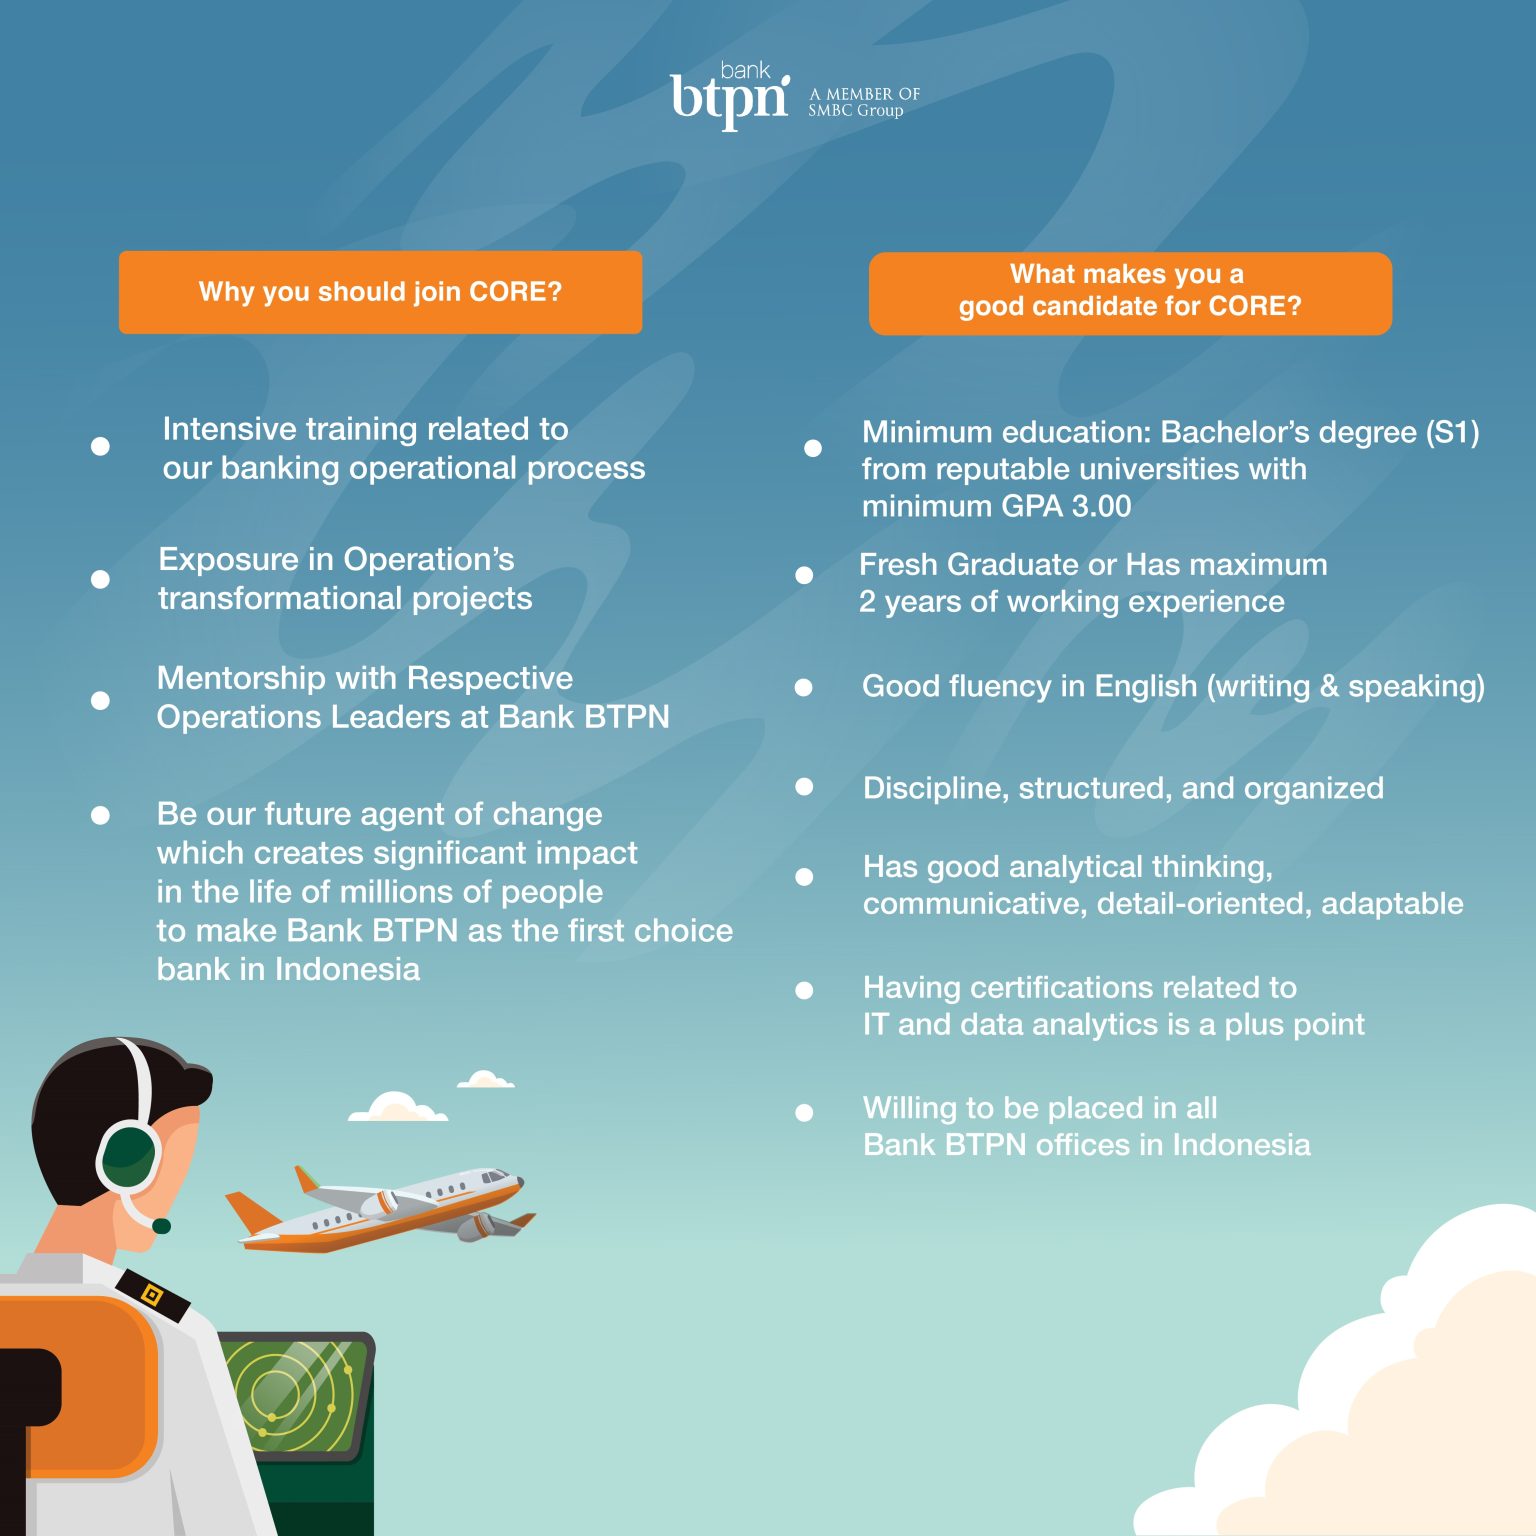 bank
btpn
A MEMBER OF
SMBC Group
Why you should join CORE?
Intensive training related to
our banking operational process
Exposure in Operation's
transformational projects
Mentorship with Respective
Operations Leaders at Bank BTPN
Be our future agent of change
which creates significant impact
in the life of millions of people
to make Bank BTPN as the first choice
bank in Indonesia
What makes you a
good candidate for CORE?
Minimum education: Bachelor's degree (S1)
from reputable universities with
minimum GPA 3.00
Fresh Graduate or Has maximum
2 years of working experience
Good fluency in English (writing & speaking)
Discipline, structured, and organized
Has good analytical thinking,
communicative, detail-oriented, adaptable
Having certifications related to
IT and data analytics is a plus point
Willing to be placed in all
Bank BTPN offices in Indonesia